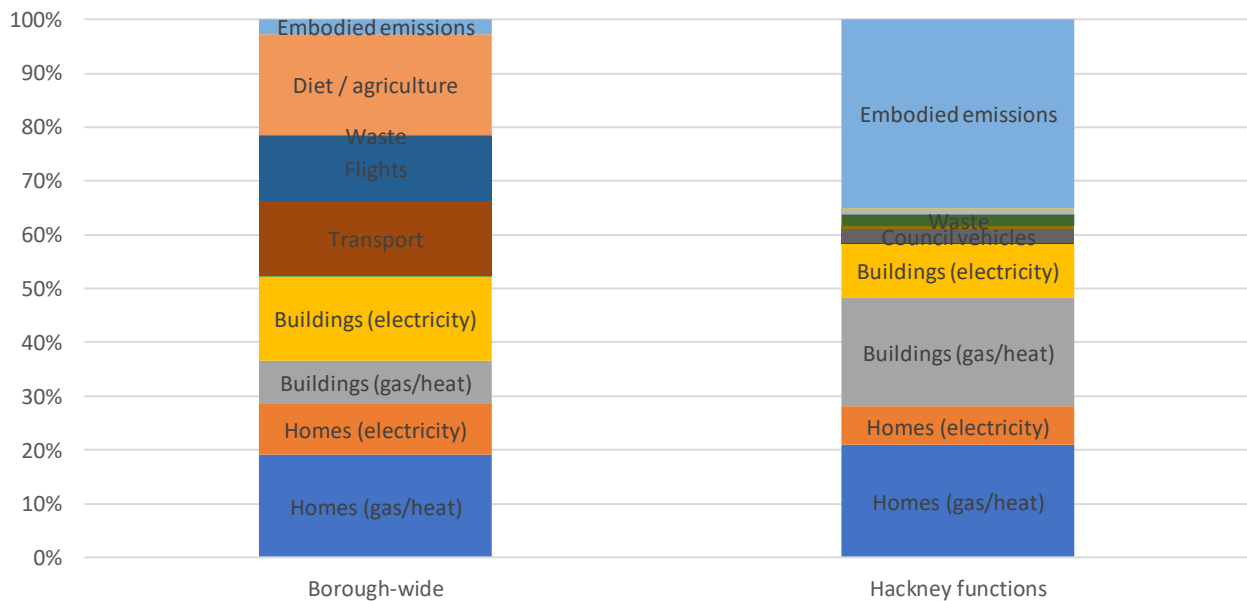 100%
90%
80%
70%
60%
50%
40%
30%
20%
10%
0%
Embodied emissions
Diet / agriculture
Waste
Flights
Transport
Buildings (electricity)
Buildings (gas/heat)
Homes (electricity)
Homes (gas/heat)
Embodied emissions
Waste
Council vehicles
Buildings (electricity)
Buildings (gas/heat)
Homes (electricity)
Homes (gas/heat)
Borough-wide
Hackney functions